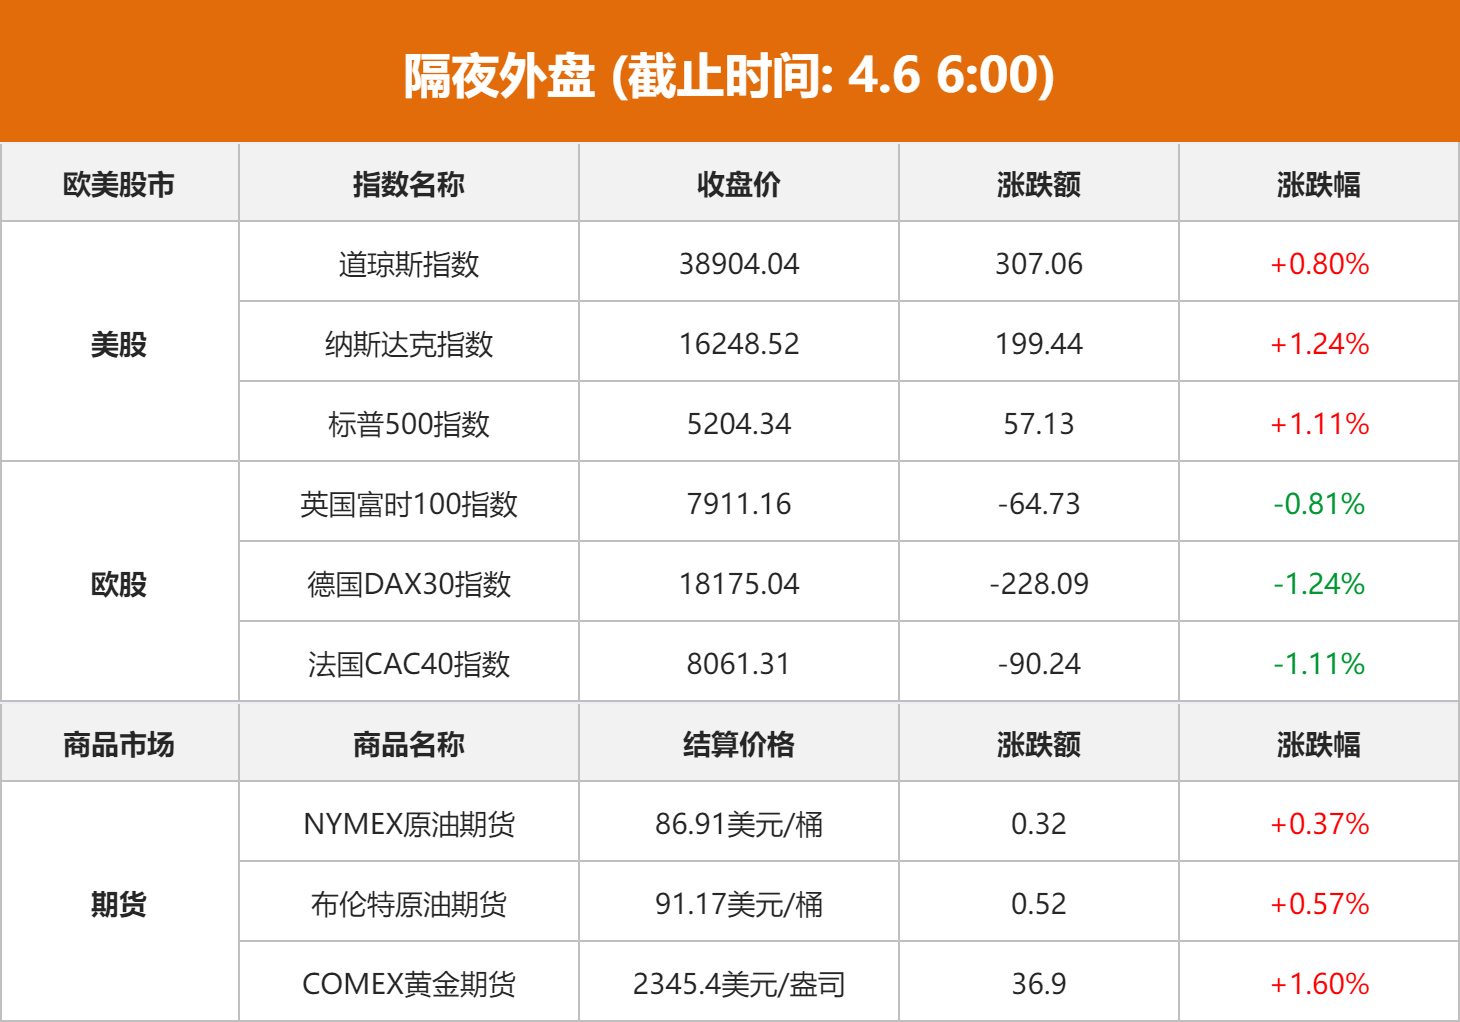 隔夜外盘 (截止时间: 4.6 6:00)
欧美股市 指数名称 收盘价 涨跌额 涨跌幅
美股
道琼斯指数 38904.04 307.06 +0.80%
纳斯达克指数 16248.52 199.44 +1.24%
标普500指数 5204.34 57.13 +1.11%
欧股
英国富时100指数 7911.16 -64.73 -0.81%
德国DAX30指数 18175.04 -228.09 -1.24%
法国CAC40指数 8061.31 -90.24 -1.11%
商品市场 商品名称 结算价格 涨跌额 涨跌幅
期货
NYMEX原油期货 86.91美元/桶 0.32 +0.37%
布伦特原油期货 91.17美元/桶 0.52 +0.57%
COMEX黄金期货 2345.4美元/盎司 36.9 +1.60%